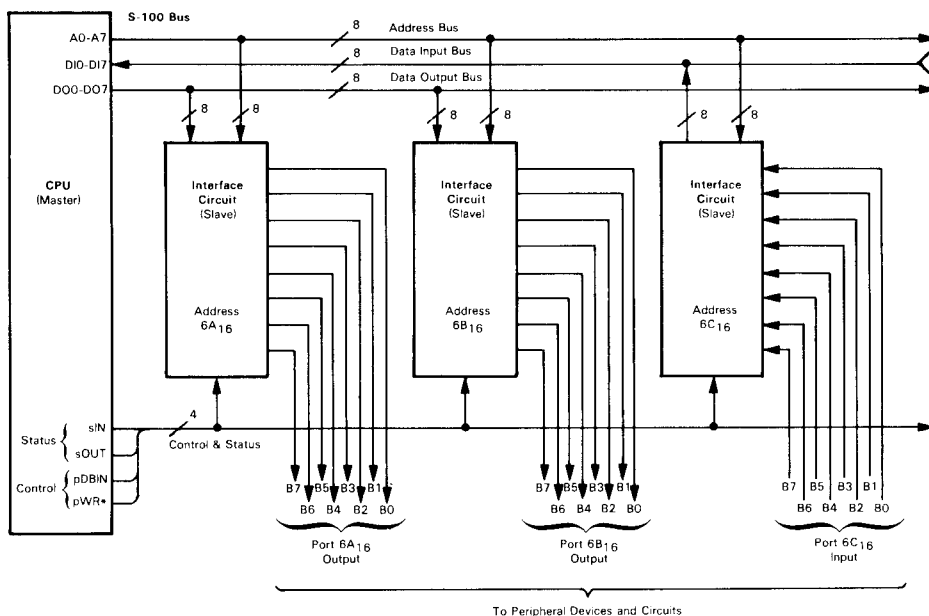 S-100 Bus
A0-A7
8
Address Bus
DI0-DI7
8
Data Input Bus
DO0-DO7
8
Data Output Bus
8
8
8
8
8
8
CPU
(Master)
Interface
Circuit
(Slave)
Interface
Circuit
(Slave)
Interface
Circuit
(Slave)
Address
6A16
Address
6B16
Address
6C16
Status
sIN
sOUT
4
Control & Status
Control
pDBIN
pWR*
B7 B5 B3 B1
B6 B4 B2 B0
B7 B5 B3 B1
B6 B4 B2 B0
B7 B5 B3 B1
B6 B4 B2 B0
Port 6A16
Output
Port 6B16
Output
Port 6C16
Input
To Peripheral Devices and Circuits